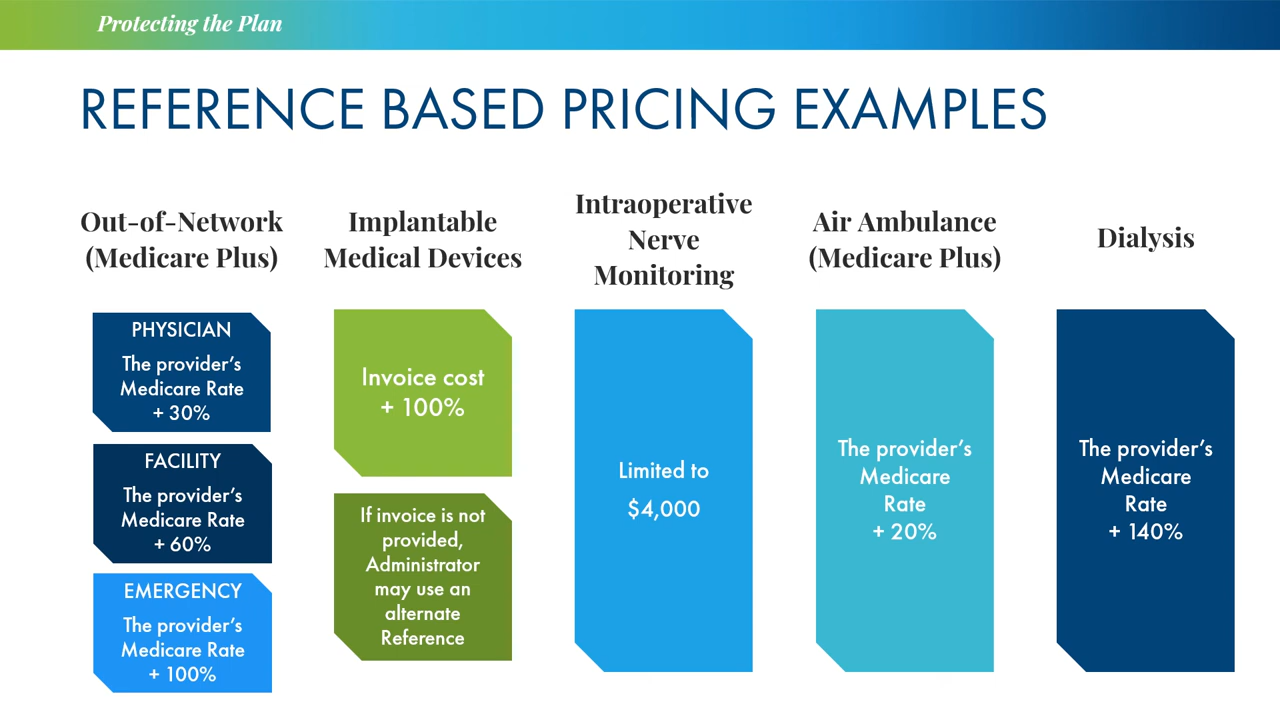 Protecting the Plan
REFERENCE BASED PRICING EXAMPLES
Out-of-Network
(Medicare Plus)
PHYSICIAN
The provider's
Medicare Rate
+ 30%
FACILITY
The provider's
Medicare Rate
+ 60%
EMERGENCY
The provider's
Medicare Rate
+ 100%
Implantable
Medical Devices
Invoice cost
+ 100%
If invoice is not
provided,
Administrator
may use an
alternate
Reference
Intraoperative
Nerve
Monitoring
Limited to
$4,000
Air Ambulance
(Medicare Plus)
The provider's
Medicare
Rate
+ 20%
Dialysis
The provider's
Medicare
Rate
+ 140%